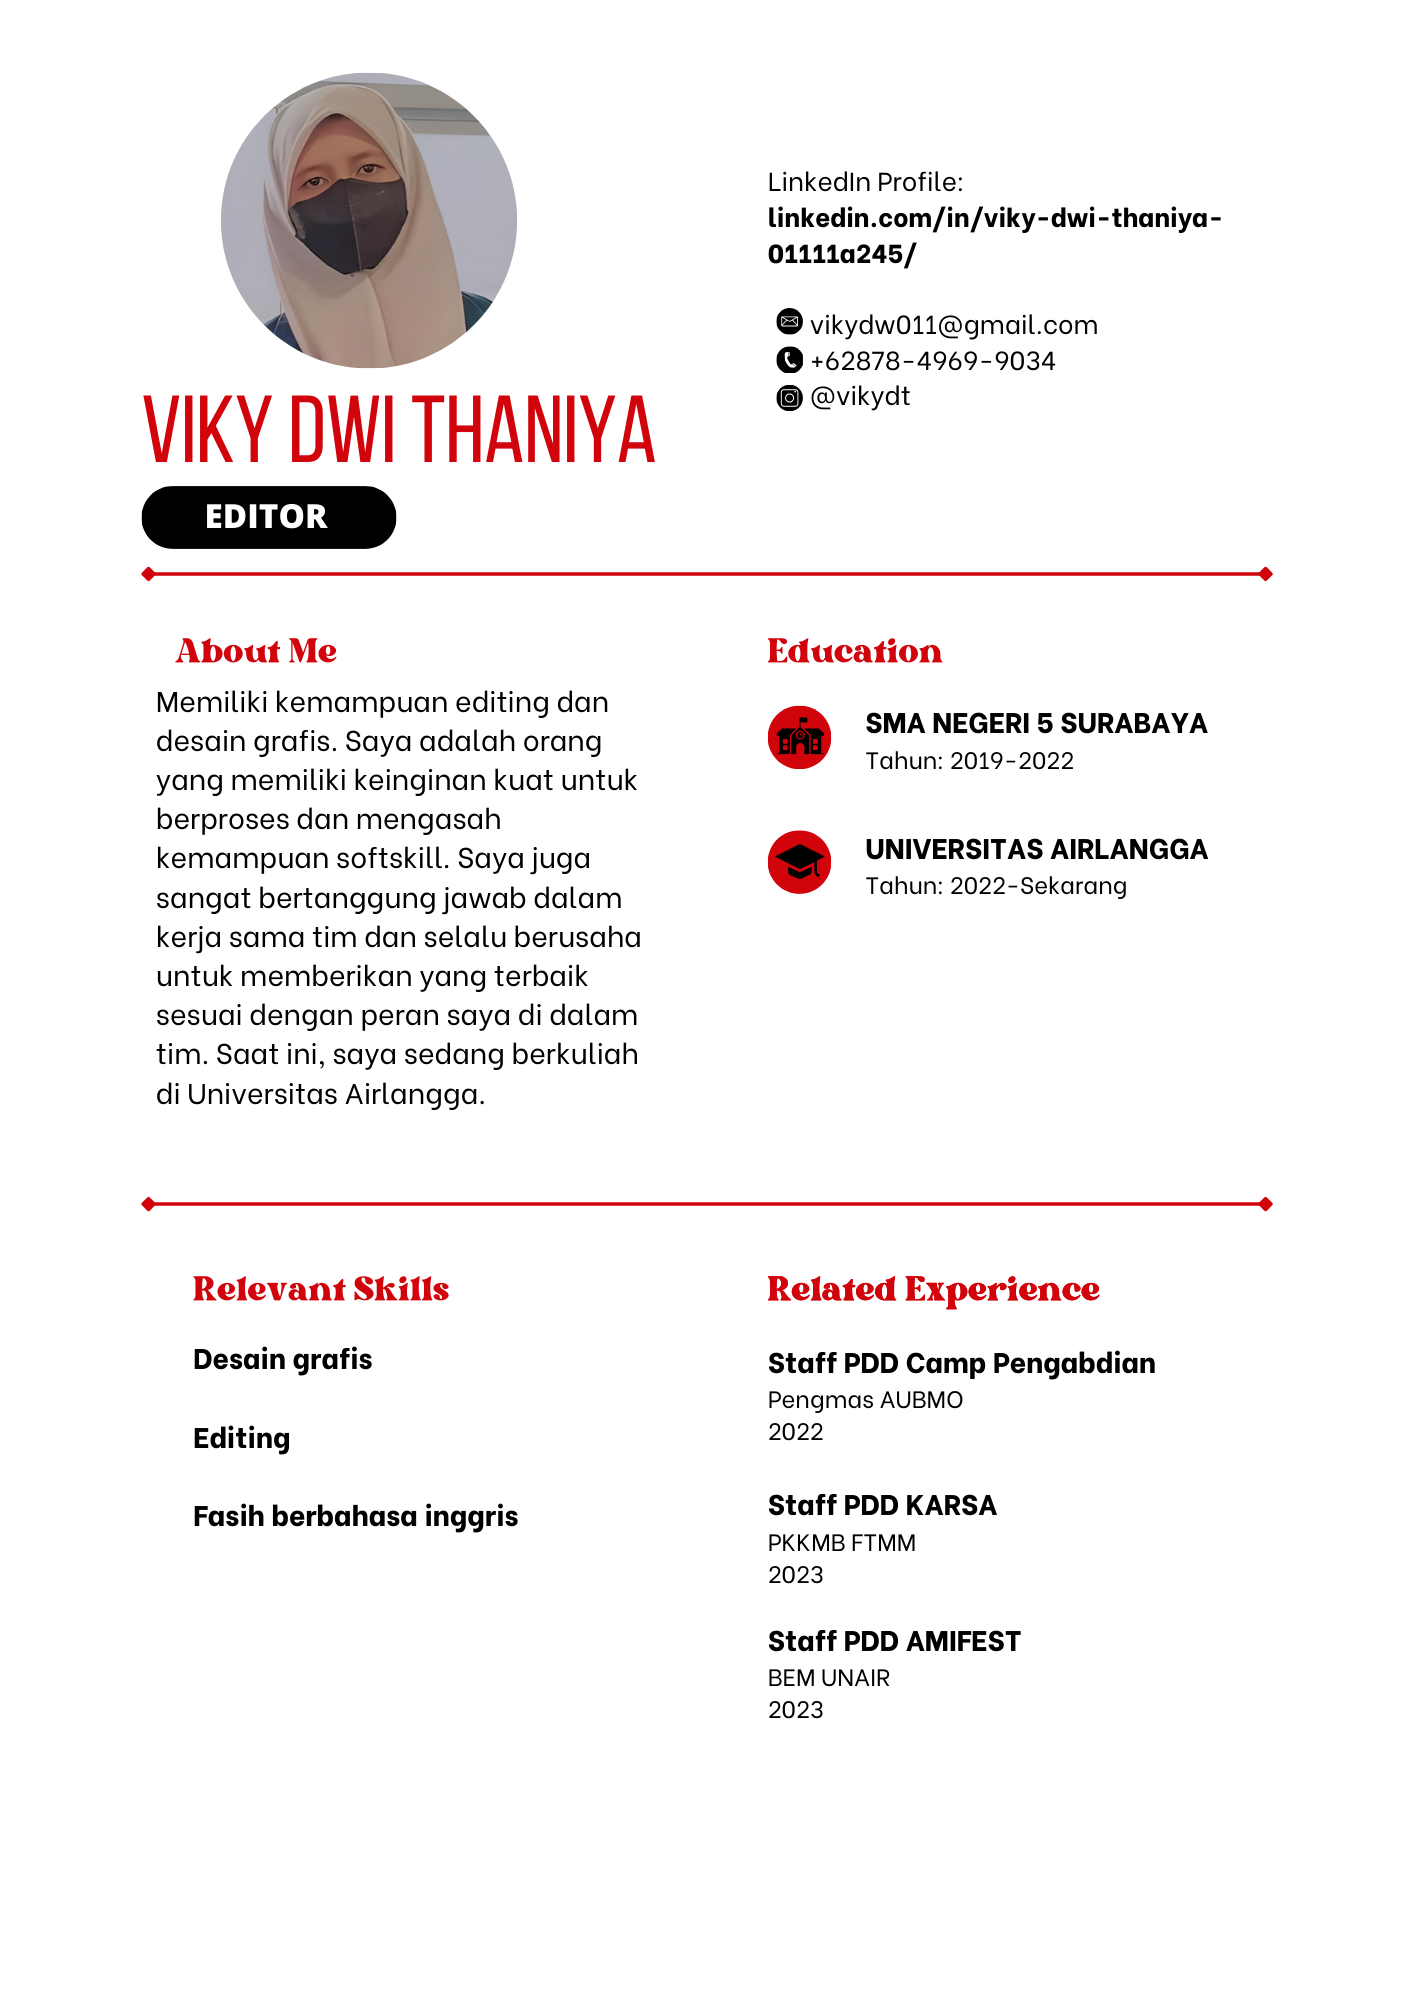 LinkedIn Profile:
linkedin.com/in/viky-dwi-thaniya-
01111a245/
vikydw011@gmail.com
+62878-4969-9034
@vikydt
VIKY DWI THANIYA
EDITOR
About Me
Memiliki kemampuan editing dan
desain grafis. Saya adalah orang
yang memiliki keinginan kuat untuk
berproses dan mengasah
kemampuan softskill. Saya juga
sangat bertanggung jawab dalam
kerja sama tim dan selalu berusaha
untuk memberikan yang terbaik
sesuai dengan peran saya di dalam
tim. Saat ini, saya sedang berkuliah
di Universitas Airlangga.
Education
SMA NEGERI 5 SURABAYA
Tahun: 2019-2022
UNIVERSITAS AIRLANGGA
Tahun: 2022-Sekarang
Relevant Skills
Desain grafis
Editing
Fasih berbahasa inggris
Related Experience
Staff PDD Camp Pengabdian
Pengmas AUBMO
2022
Staff PDD KARSA
PKKMB FTMM
2023
Staff PDD AMIFEST
BEM UNAIR
2023